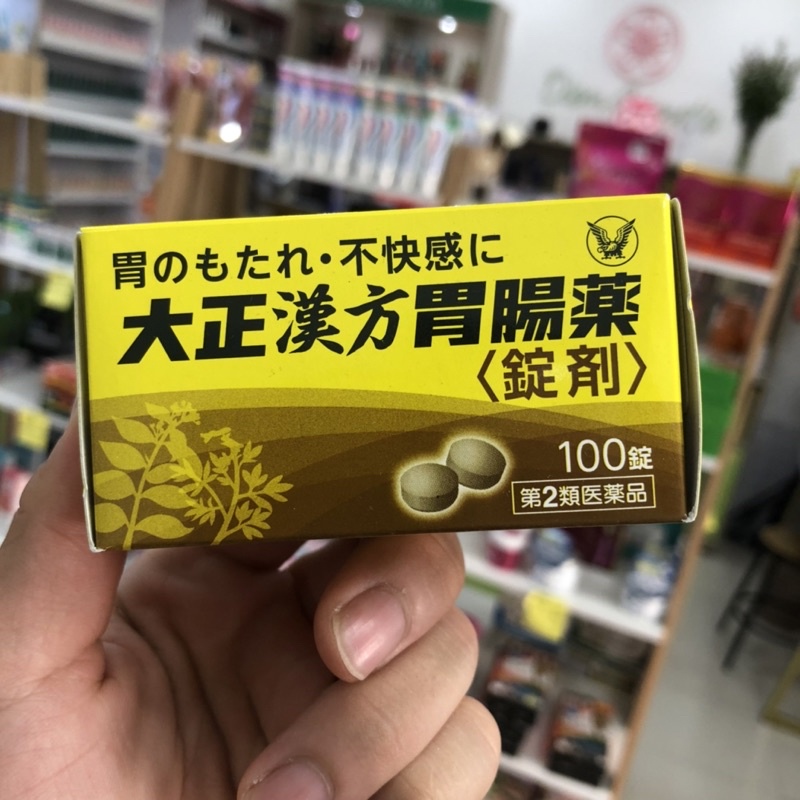 胃のもたれ・不快感に
大正漢方胃腸薬
〈錠剤〉
100錠
第2類医薬品